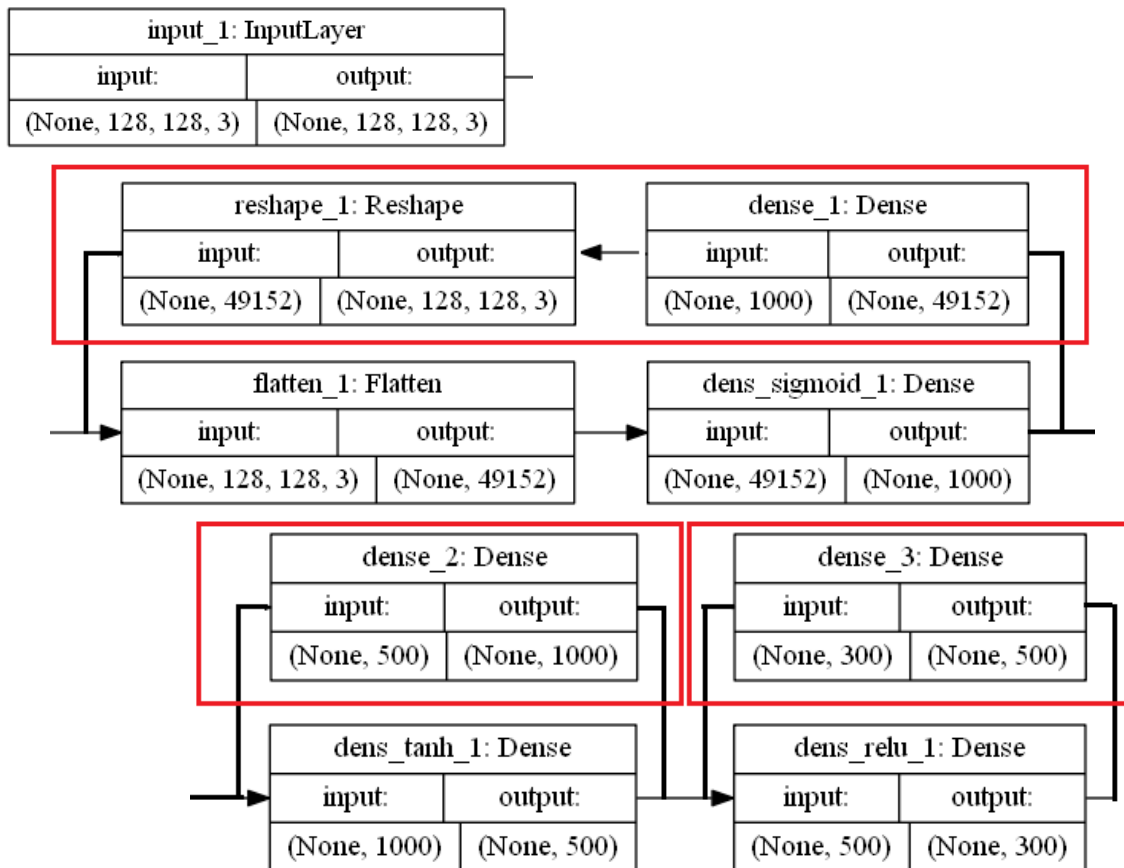 input_1: InputLayer
input: output:
(None, 128, 128, 3) (None, 128, 128, 3)
reshape_1: Reshape
input: output:
(None, 49152) (None, 128, 128, 3)
dense_1: Dense
input: output:
(None, 1000) (None, 49152)
flatten_1: Flatten
input: output:
(None, 128, 128, 3) (None, 49152)
dens_sigmoid_1: Dense
input: output:
(None, 49152) (None, 1000)
dense_2: Dense
input: output:
(None, 500) (None, 1000)
dense_3: Dense
input: output:
(None, 300) (None, 500)
dens_tanh_1: Dense
input: output:
(None, 1000) (None, 500)
dens_relu_1: Dense
input: output:
(None, 500) (None, 300)